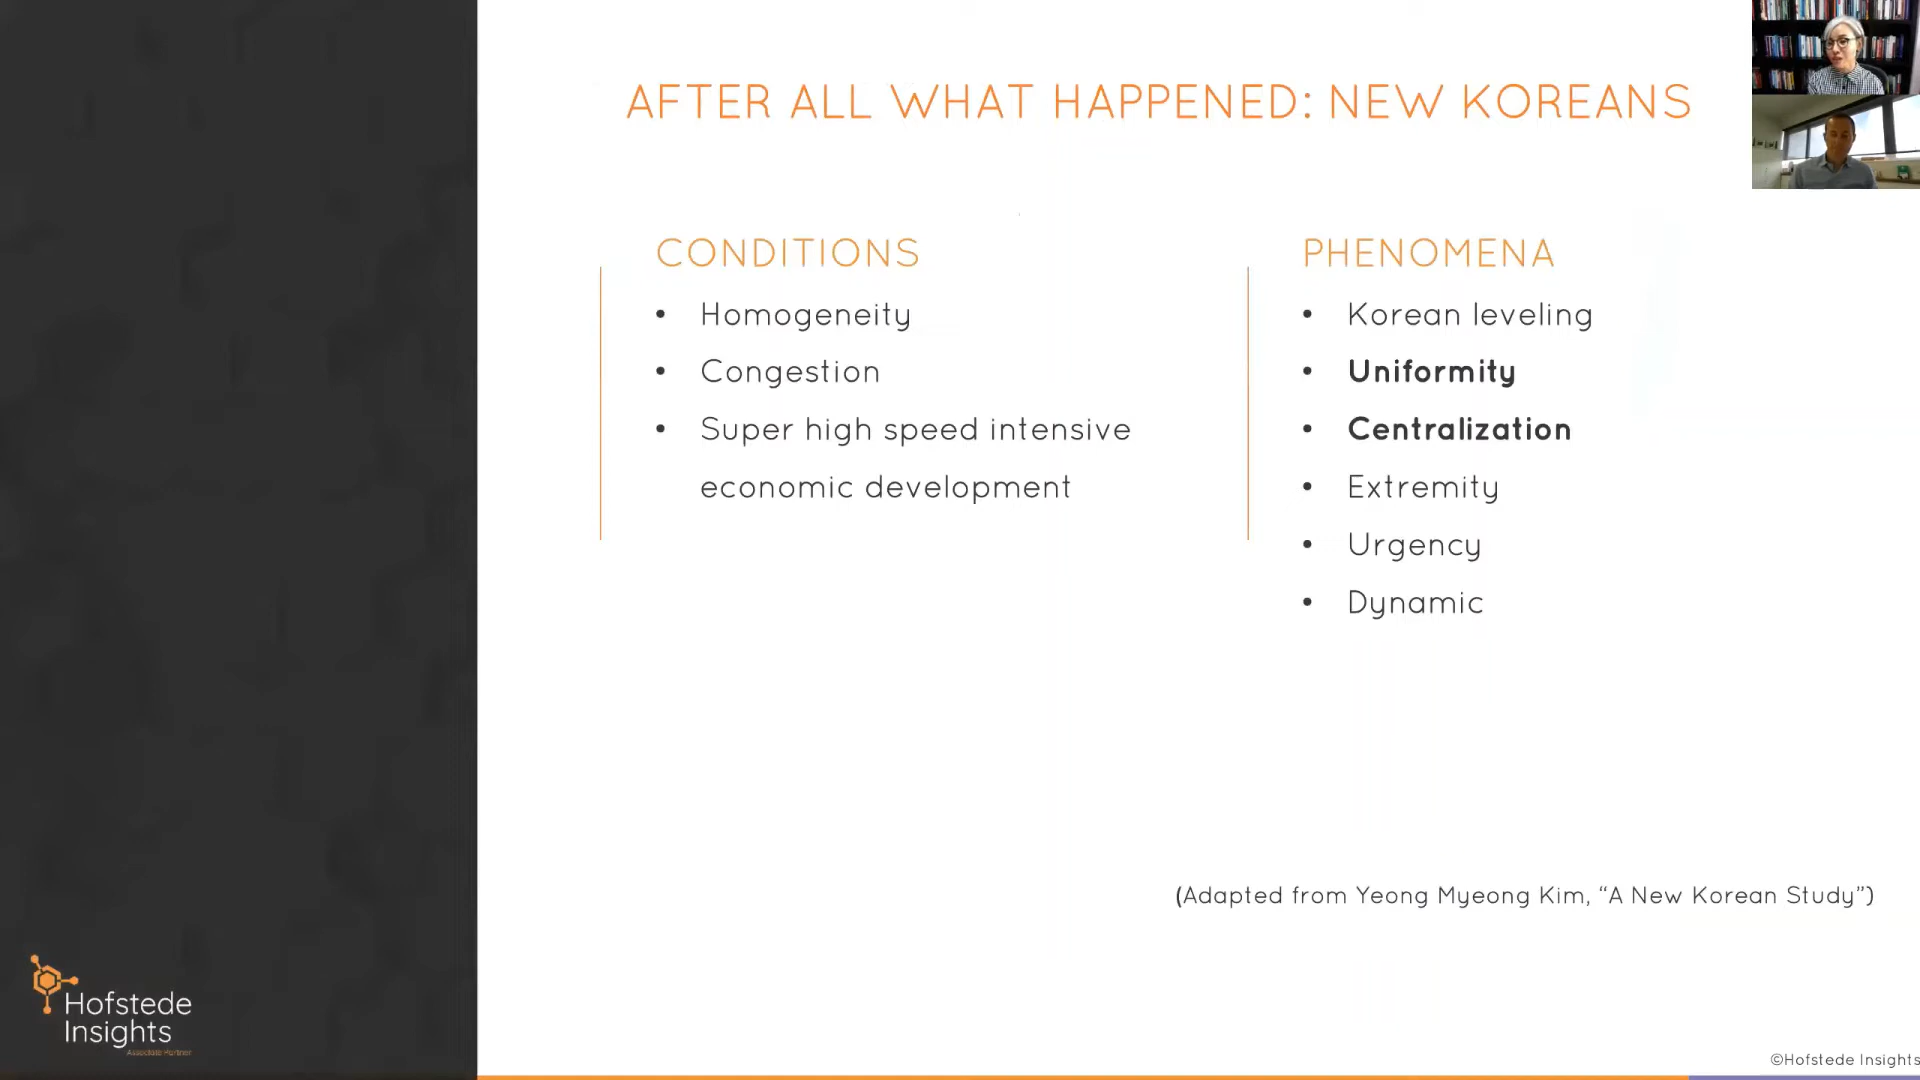 AFTER ALL WHAT HAPPENED: NEW KOREANS
CONDITIONS
• Homogeneity
• Congestion
• Super high speed intensive
economic development
PHENOMENA
• Korean leveling
• Uniformity
• Centralization
• Extremity
• Urgency
• Dynamic
(Adapted from Yeong Myeong Kim, “A New Korean Study”)
Hofstede
Insights
Associate Partner
©Hofstede Insights